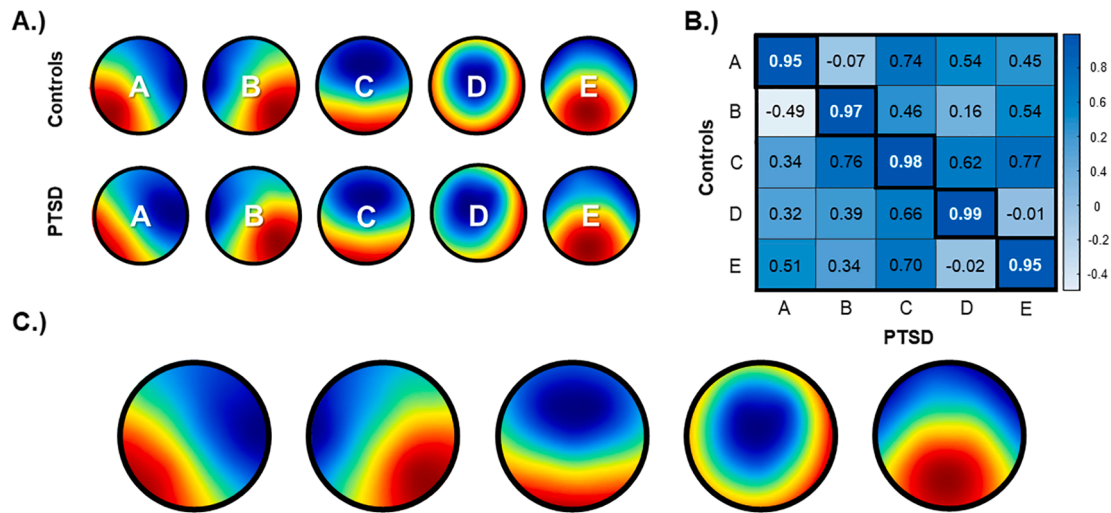 A.)
Controls
A B C D E
PTSD
A B C D E
B.)
Controls
A 0.95 -0.07 0.74 0.54 0.45
B -0.49 0.97 0.46 0.16 0.54
C 0.34 0.76 0.98 0.62 0.77
D 0.32 0.39 0.66 0.99 -0.01
E 0.51 0.34 0.70 -0.02 0.95
A B C D E
PTSD
0.8
0.6
0.4
0.2
0
-0.2
-0.4
C.)